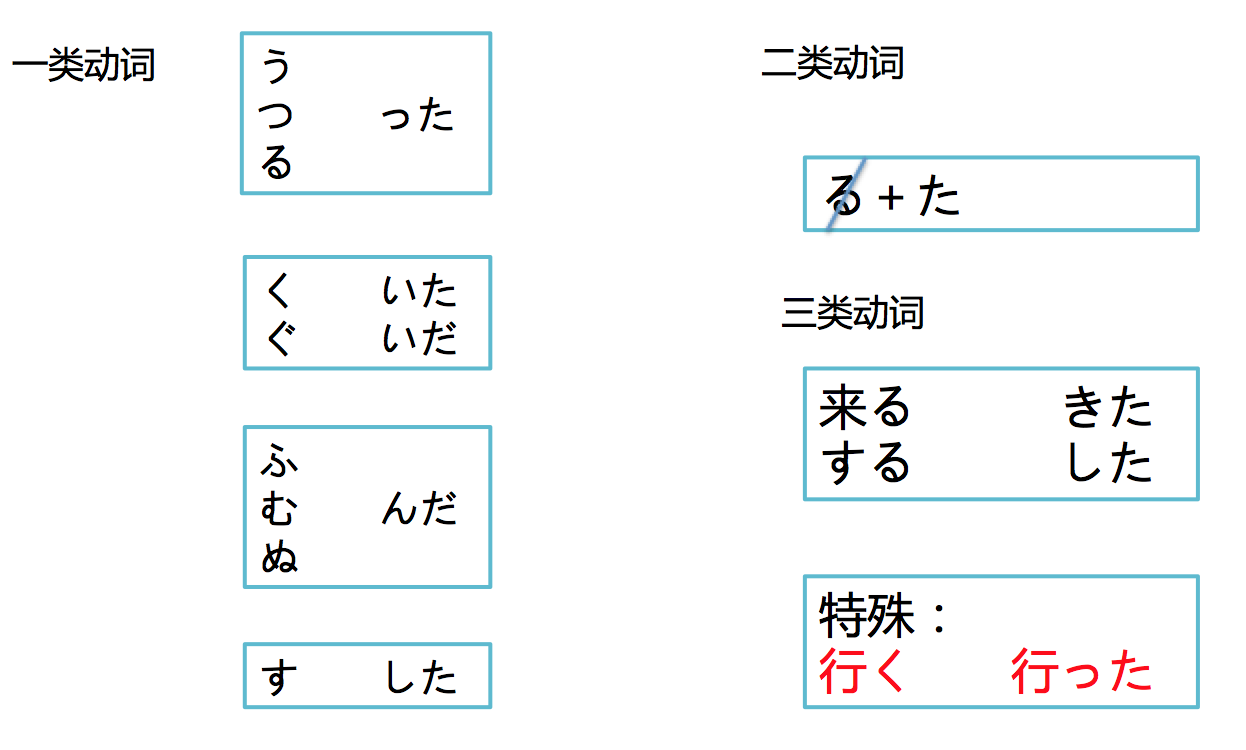 一类动词
う
つ った
る
く いた
ぐ いだ
ふ
む んだ
ぬ
す した
二类动词
る + た
三类动词
来る きた
する した
特殊：
行く 行った